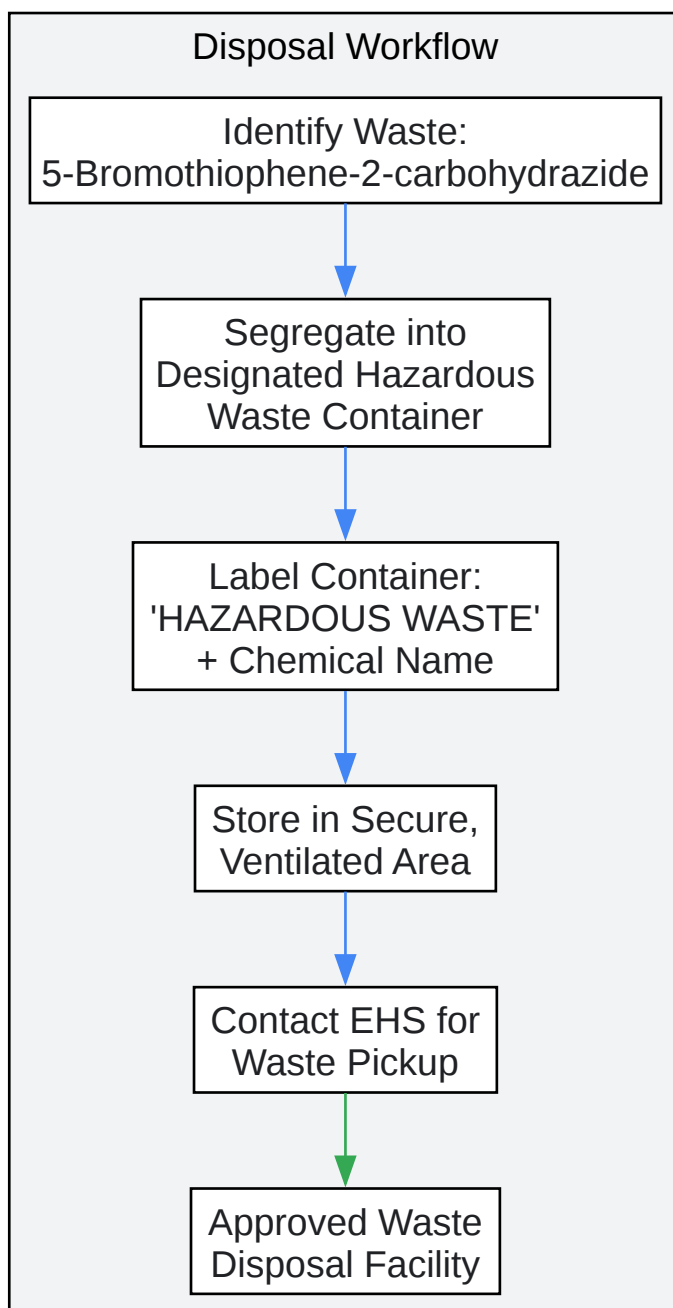 Disposal Workflow
Identify Waste:
5-Bromothiophene-2-carbohydrazide
Segregate into
Designated Hazardous
Waste Container
Label Container:
'HAZARDOUS WASTE'
+ Chemical Name
Store in Secure,
Ventilated Area
Contact EHS for
Waste Pickup
Approved Waste
Disposal Facility